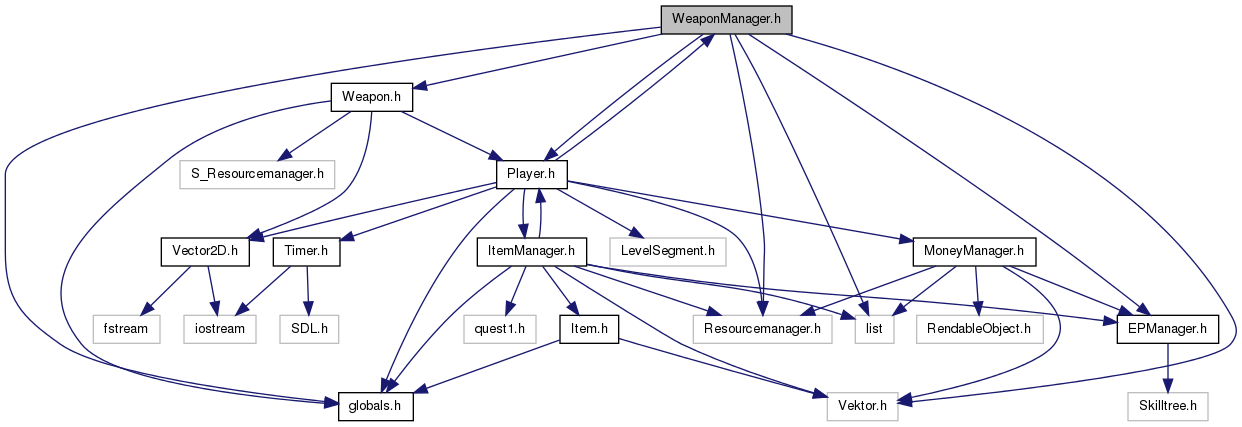 WeaponManager.h
Weapon.h
S_Resourcemanager.h
Player.h
Vector2D.h
Timer.h
ItemManager.h
LevelSegment.h
MoneyManager.h
fstream
iostream
SDL.h
quest1.h
Item.h
Resourcemanager.h
list
RendableObject.h
EPManager.h
globals.h
Vektor.h
Skilltree.h